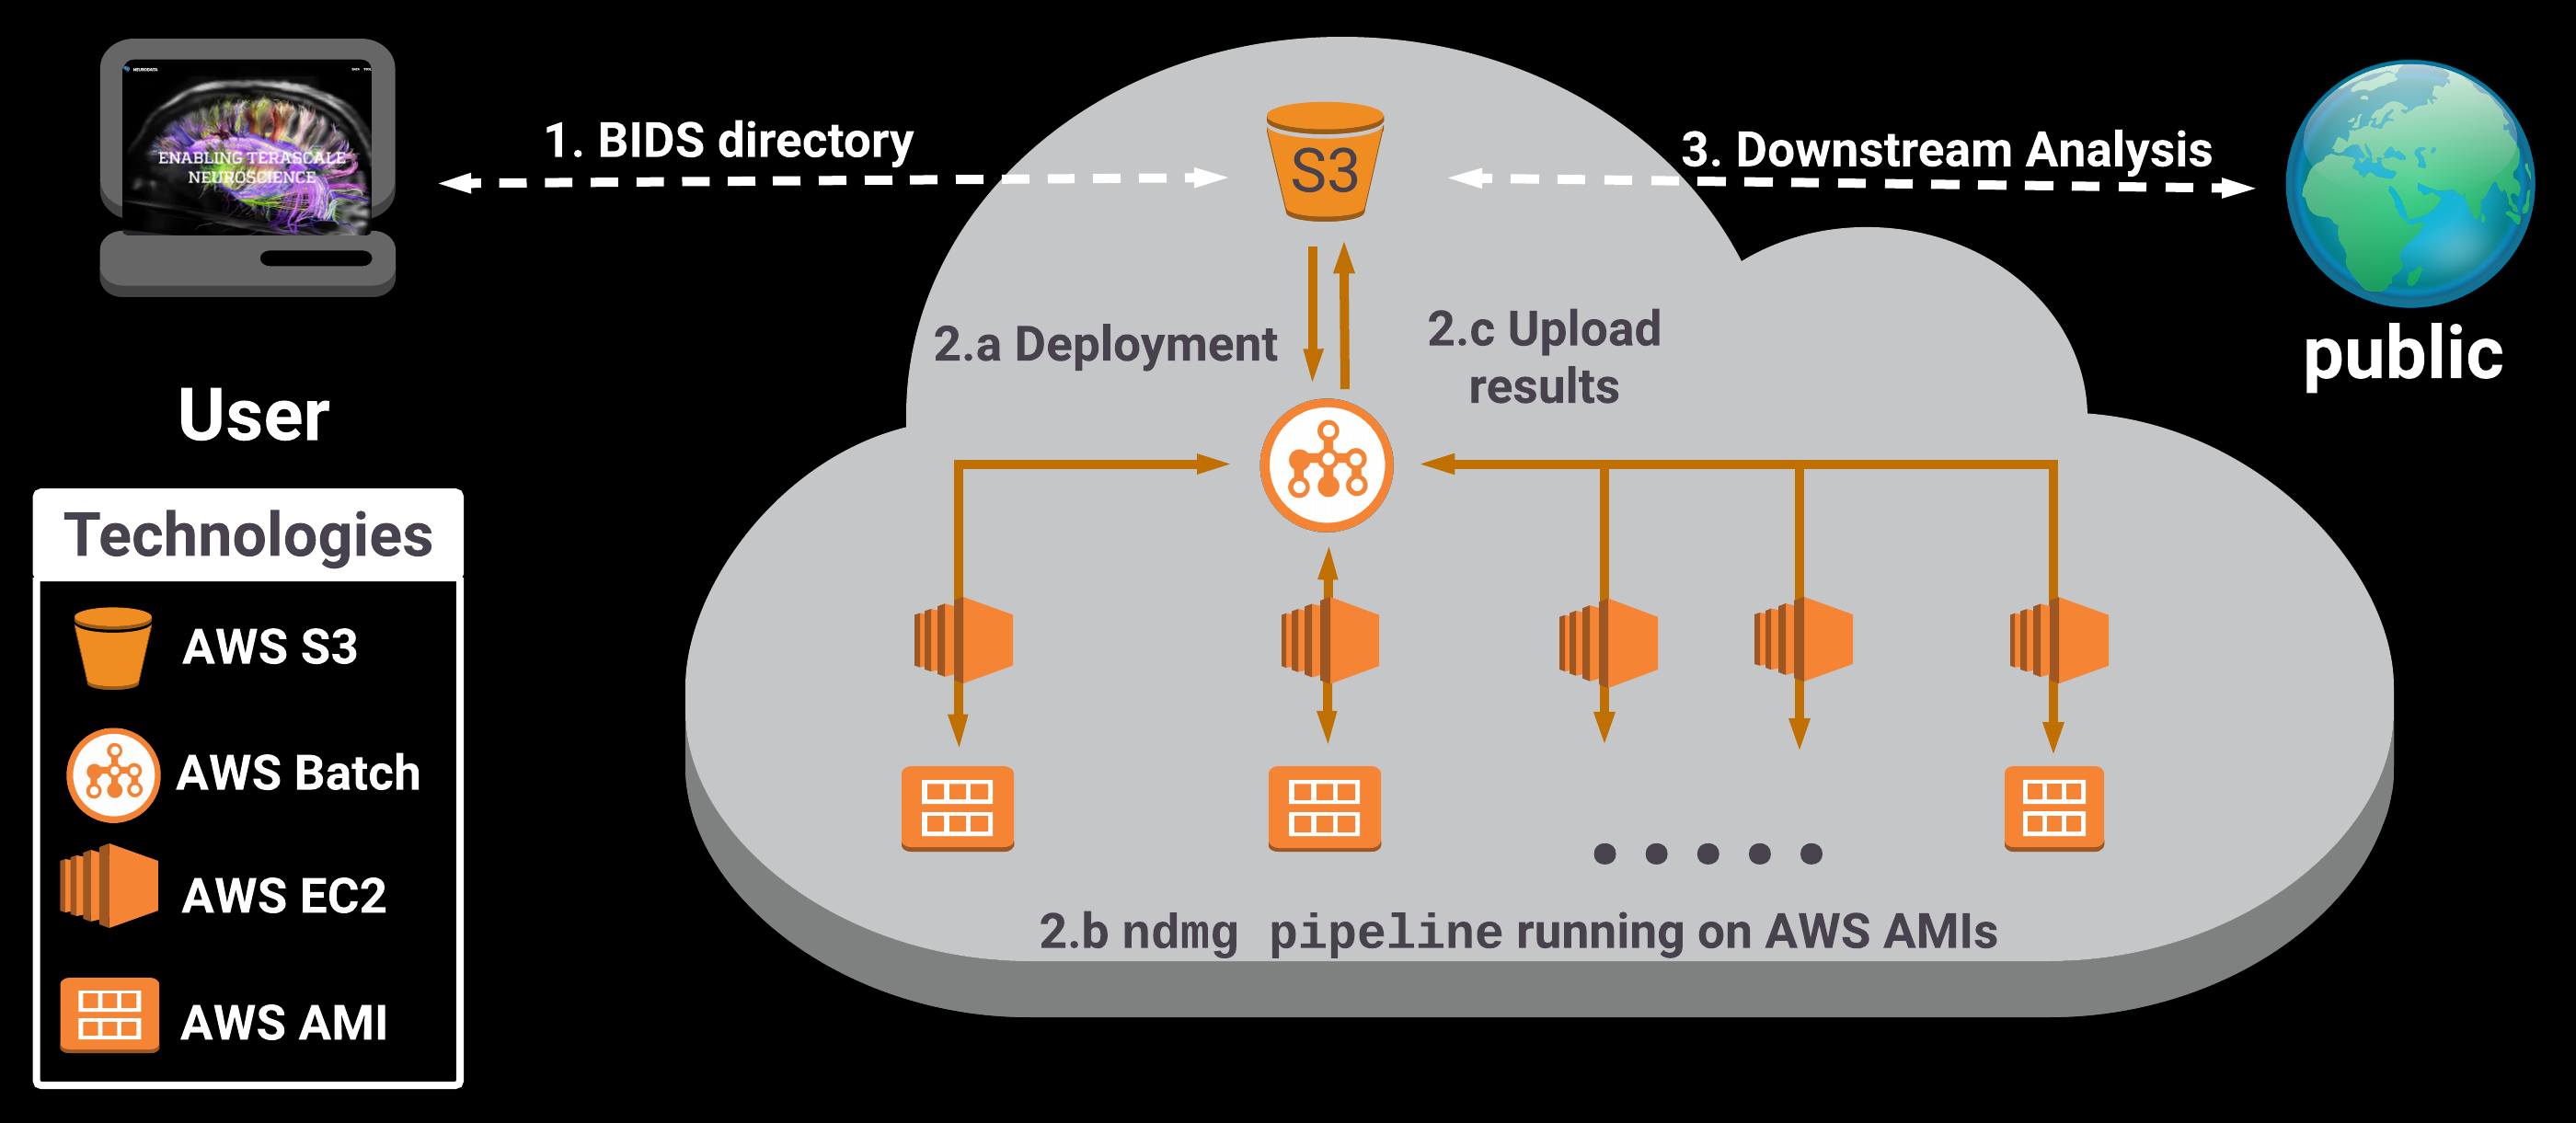 NEURODATA
ENABLING TERASCALE
NEUROSCIENCE
User
1. BIDS directory
S3
3. Downstream Analysis
public
2.a Deployment
2.c Upload
results
2.b ndmg pipeline running on AWS AMIs
Technologies
AWS S3
AWS Batch
AWS EC2
AWS AMI